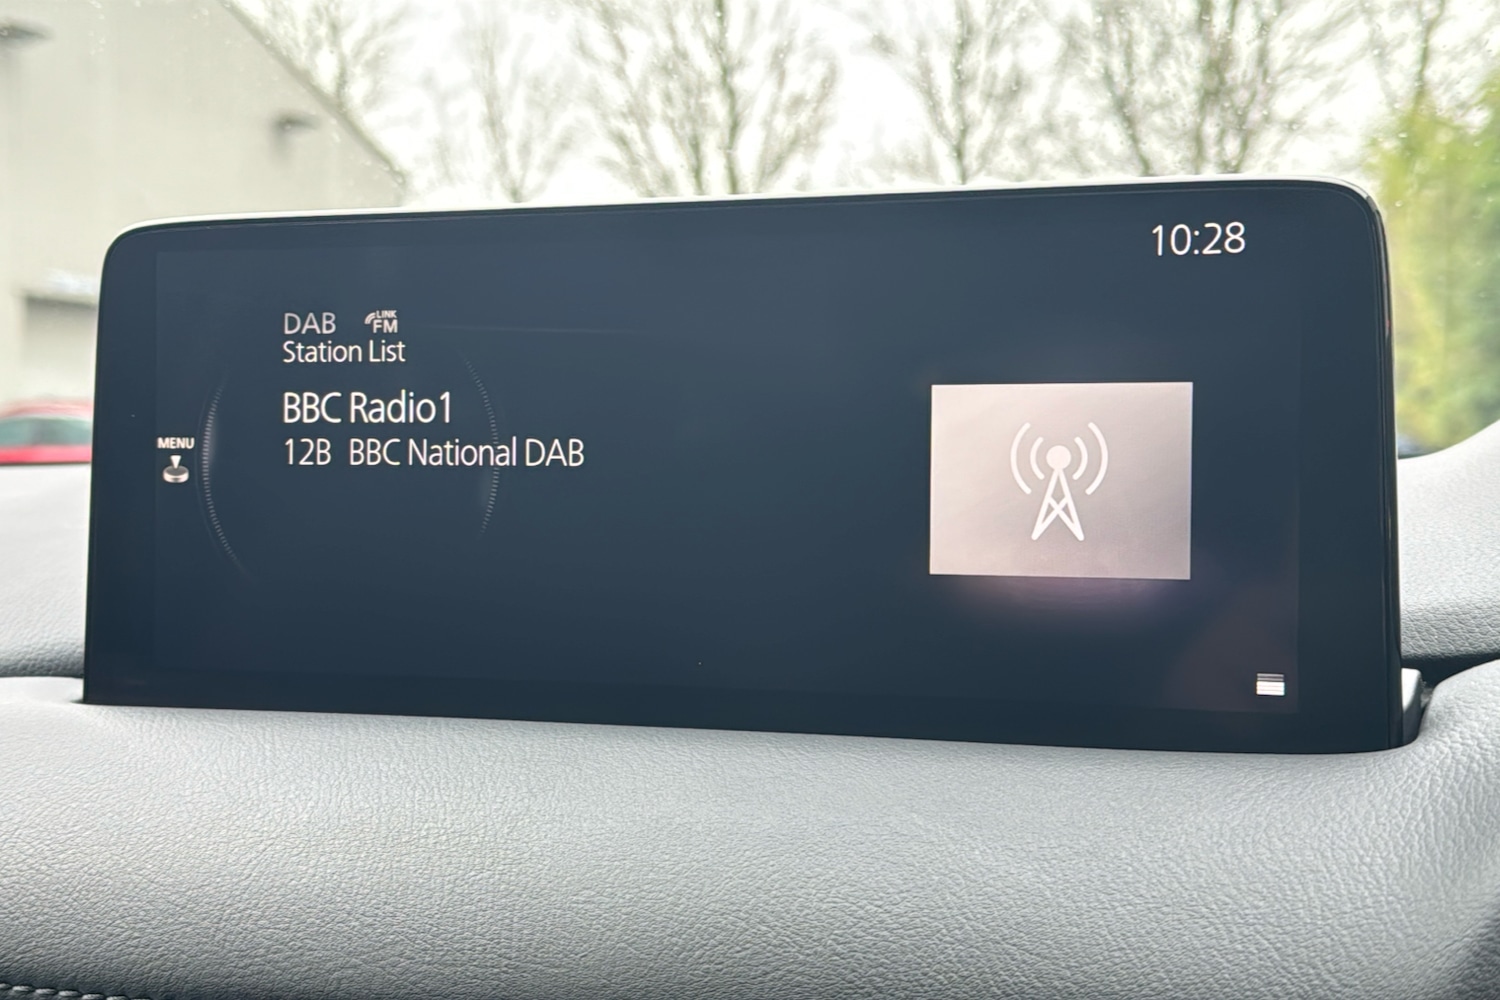 10:28
DAB LINK FM
Station List
BBC Radio1
12B BBC National DAB
MENU